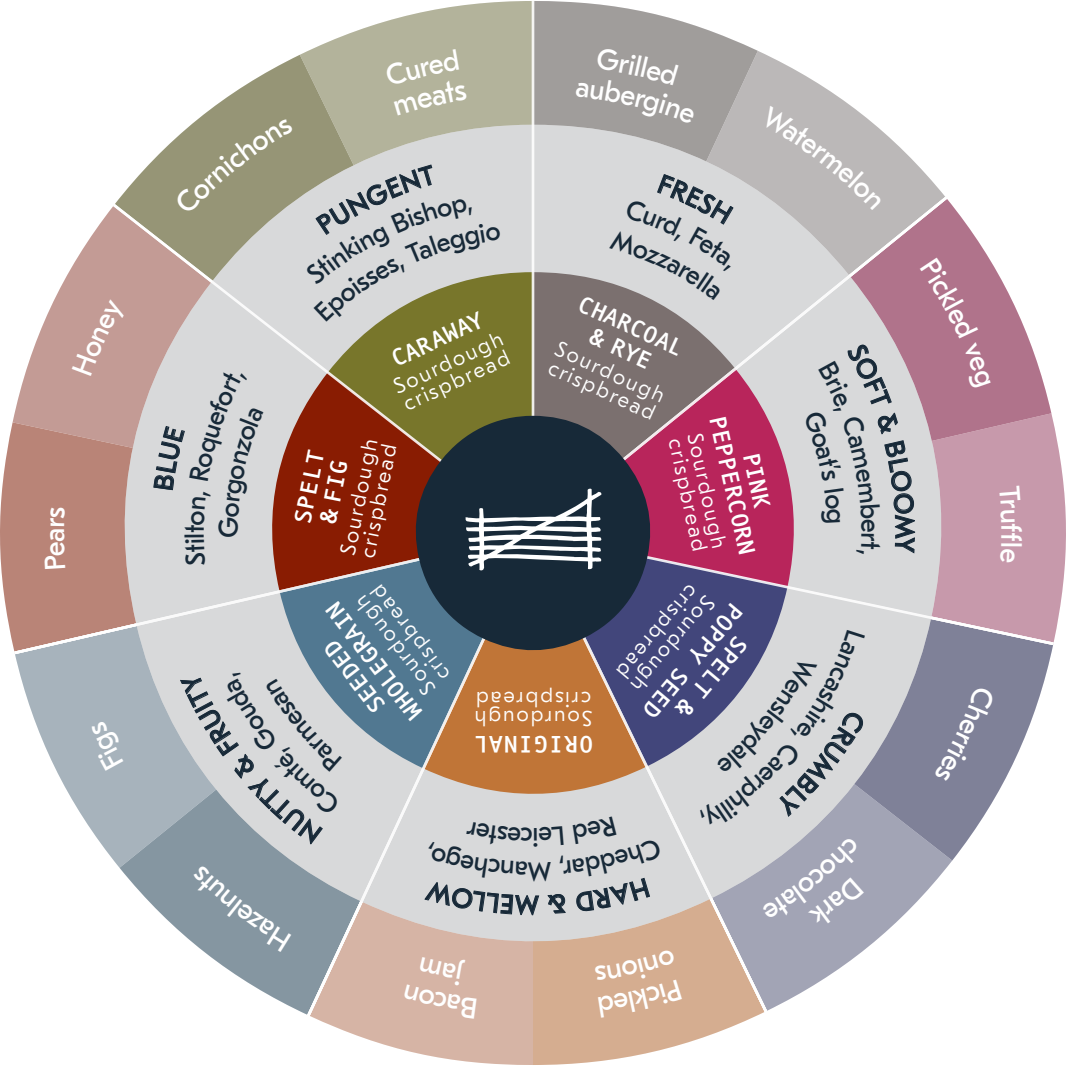 Grilled
aubergine
Watermelon
FRESH
Curd, Feta,
Mozzarella
CHARCOAL
& RYE
Sourdough
crispbread
Pickled veg
Truffle
SOFT & BLOOMY
Brie, Camembert,
Goat's log
PINK
PEPPERCORN
Sourdough
crispbread
Cherries
Dark
chocolate
CRUMBLY
Lancashire, Caerphilly,
Wensleydale
SPELT &
POPPY SEED
Sourdough
crispbread
Pickled
onions
Bacon
jam
HARD & MELLOW
Cheddar, Manchego,
Red Leicester
ORIGINAL
Sourdough
crispbread
Hazelnuts
Figs
NUTTY & FRUITY
Comté, Gouda,
Parmesan
SEEDED
WHOLEGRAIN
Sourdough
crispbread
Pears
Honey
BLUE
Stilton, Roquefort,
Gorgonzola
SPELT
& FIG
Sourdough
crispbread
Cornichons
Cured
meats
PUNGENT
Stinking Bishop,
Epoisses, Taleggio
CARAWAY
Sourdough
crispbread